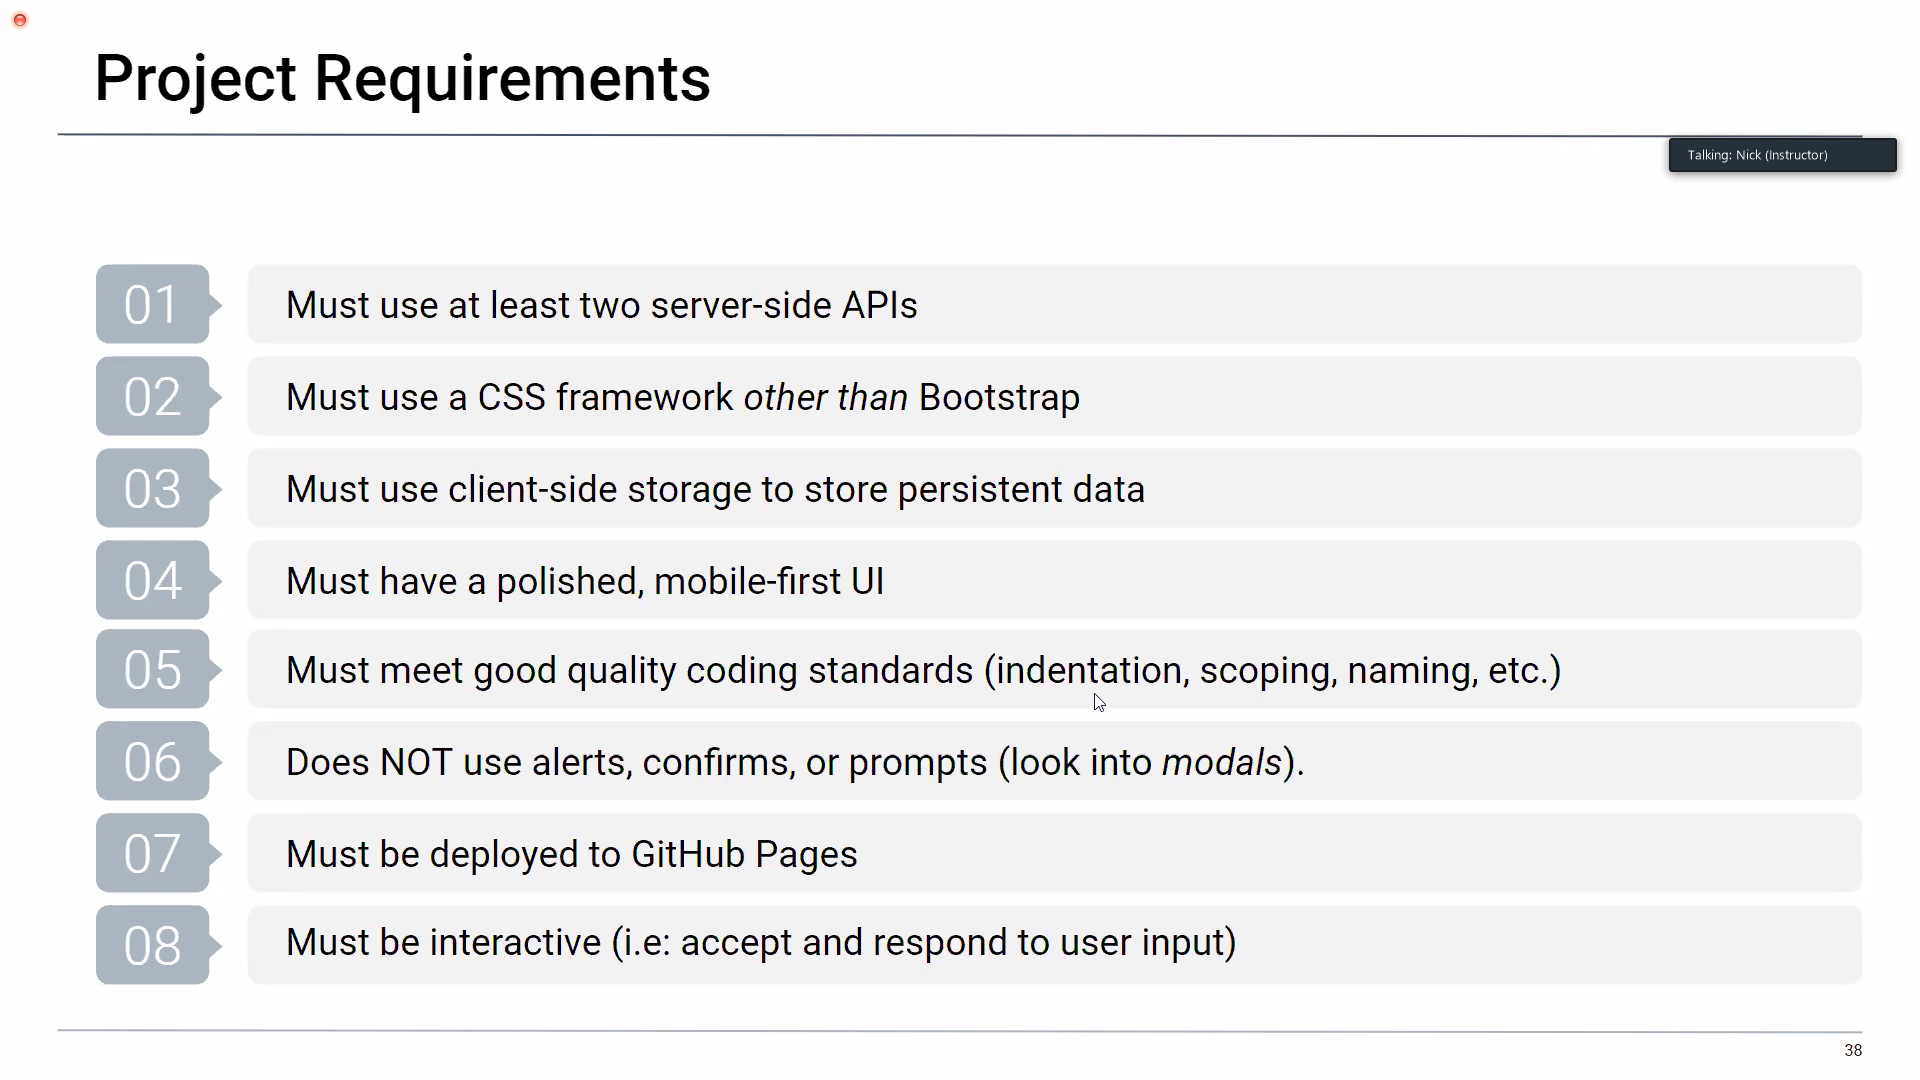 Project Requirements
Talking: Nick (Instructor)
01 Must use at least two server-side APIs
02 Must use a CSS framework other than Bootstrap
03 Must use client-side storage to store persistent data
04 Must have a polished, mobile-first UI
05 Must meet good quality coding standards (indentation, scoping, naming, etc.)
06 Does NOT use alerts, confirms, or prompts (look into modals).
07 Must be deployed to GitHub Pages
08 Must be interactive (i.e: accept and respond to user input)
38